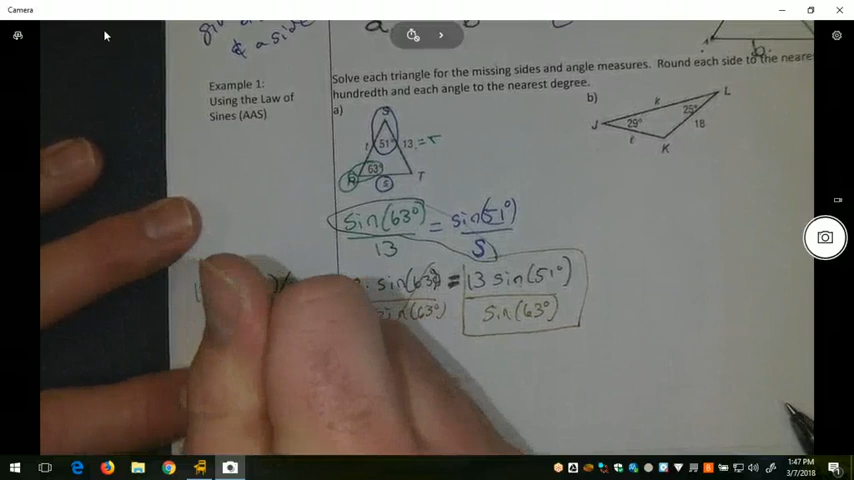 Camera
& a side
a
b
Solve each triangle for the missing sides and angle measures. Round each side to the
hundredth and each angle to the nearest degree.
Example 1:
Using the Law of
Sines (AAS)
a)
S
51°
13 = r
t
63°
R
s
T
b)
L
k
25°
J
29°
18
l
K
sin(63°) = sin(51°)
13 s
sin(63°) = 13 sin(51°)
sin(63°) sin(63°)
1:47 PM
3/7/2018